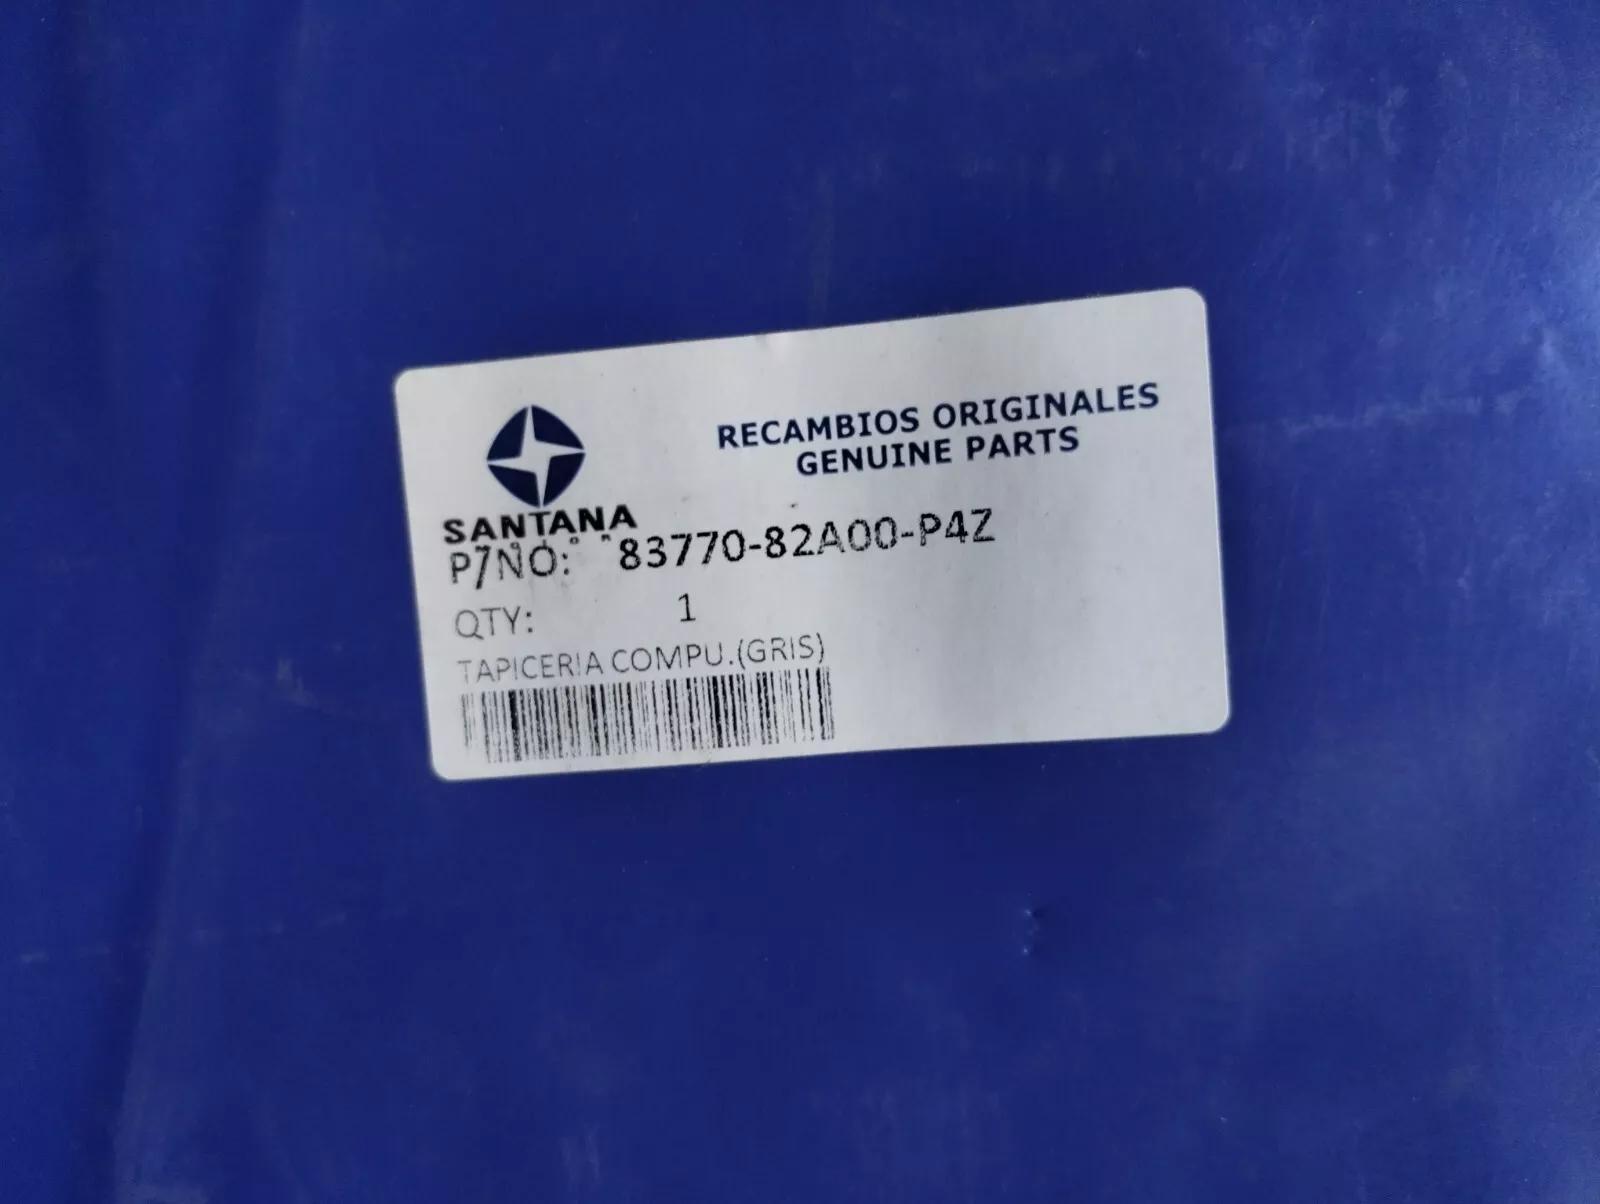 RECAMBIOS ORIGINALES
GENUINE PARTS
SANTANA
P/NO: 83770-82A00-P4Z
QTY: 1
TAPICERIA COMPU.(GRIS)